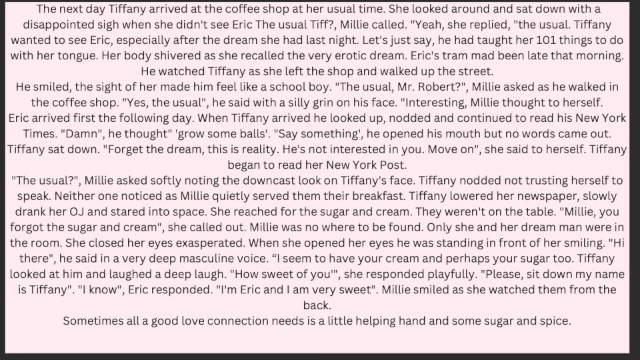 The next day Tiffany arrived at the coffee shop at her usual time. She looked around and sat down with a
disappointed sigh when she didn't see Eric The usual Tiff?, Millie called. "Yeah, she replied, "the usual. Tiffany
wanted to see Eric, especially after the dream she had last night. Let's just say, he had taught her 101 things to do
with her tongue. Her body shivered as she recalled the very erotic dream. Eric's tram mad been late that morning.
He watched Tiffany as she left the shop and walked up the street.
He smiled, the sight of her made him feel like a school boy. "The usual, Mr. Robert?", Millie asked as he walked in
the coffee shop. "Yes, the usual", he said with a silly grin on his face. "Interesting, Millie thought to herself.
Eric arrived first the following day. When Tiffany arrived he looked up, nodded and continued to read his New York
Times. "Damn", he thought" 'grow some balls'. "Say something', he opened his mouth but no words came out.
Tiffany sat down. "Forget the dream, this is reality. He's not interested in you. Move on", she said to herself. Tiffany
began to read her New York Post.
"The usual?", Millie asked softly noting the downcast look on Tiffany's face. Tiffany nodded not trusting herself to
speak. Neither one noticed as Millie quietly served them their breakfast. Tiffany lowered her newspaper, slowly
drank her OJ and stared into space. She reached for the sugar and cream. They weren't on the table. "Millie, you
forgot the sugar and cream", she called out. Millie was no where to be found. Only she and her dream man were in
the room. She closed her eyes exasperated. When she opened her eyes he was standing in front of her smiling. "Hi
there", he said in a very deep masculine voice. "I seem to have your cream and perhaps your sugar too. Tiffany
looked at him and laughed a deep laugh. "How sweet of you'", she responded playfully. "Please, sit down my name
is Tiffany". "I know", Eric responded. "I'm Eric and I am very sweet". Millie smiled as she watched them from the
back.
Sometimes all a good love connection needs is a little helping hand and some sugar and spice.